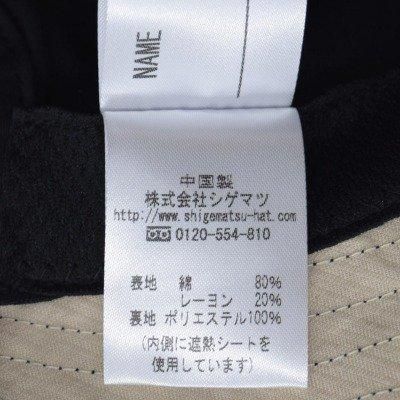 NAME
中国製
株式会社シゲマツ
http://www.shigematsu-hat.com
0120-554-810
表地 綿 80%
レーヨン 20%
裏地 ポリエステル100%
(内側に遮熱シートを
使用しています)